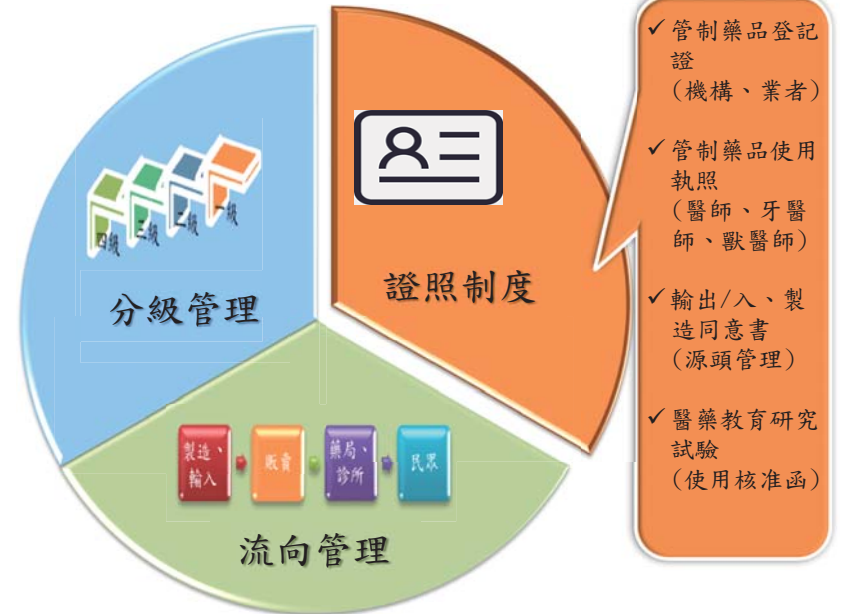 四級
三級
二級
一級
分級管理
證照制度
製造、
輸入
販賣
藥局、
診所
民眾
流向管理
✓管制藥品登記
證
(機構、業者)
✓管制藥品使用
執照
(醫師、牙醫
師、獸醫師)
✓輸出/入、製
造同意書
(源頭管理)
✓醫藥教育研究
試驗
(使用核准函)